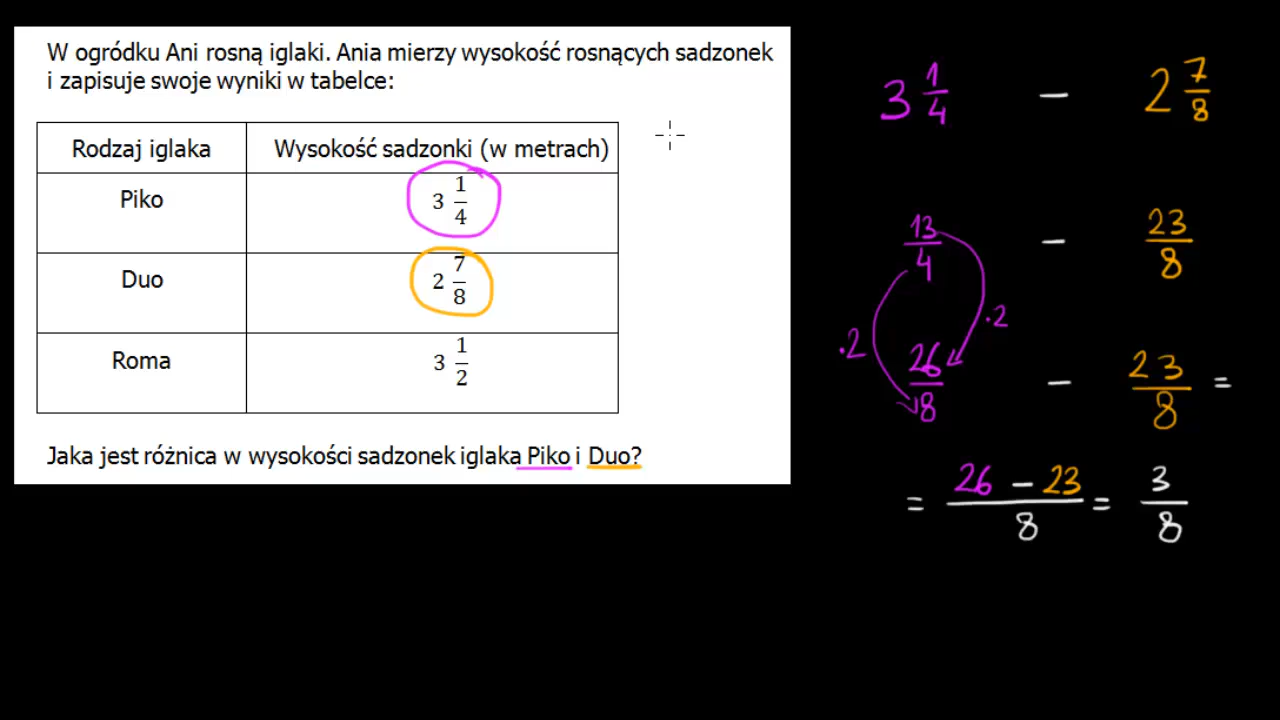 W ogródku Ani rosną iglaki. Ania mierzy wysokość rosnących sadzonek
i zapisuje swoje wyniki w tabelce:
Rodzaj iglaka Wysokość sadzonki (w metrach)
Piko 3 1/4
Duo 2 7/8
Roma 3 1/2
Jaka jest różnica w wysokości sadzonek iglaka Piko i Duo?
3 1/4 − 2 7/8
13/4 − 23/8
·2 ·2
26/8 − 23/8 =
= (26 − 23)/8 = 3/8